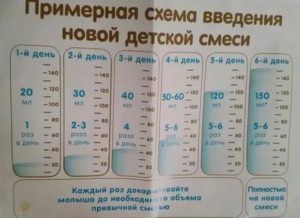 Примерная схема введения
новой детской смеси
1-й день
2-й день
3-й день
4-й день
5-й день
6-й день
20
мл
30
мл
40
мл
50-60
мл
120
мл
150
мл
1
раз
в день
2-3
раза
в день
4
раза
в день
5-6
раз
в день
5-6
раз
в день
5-6
раз
в день
Каждый раз докармливайте
малыша до необходимого объема
привычной смесью
Полностью
на новой
смеси